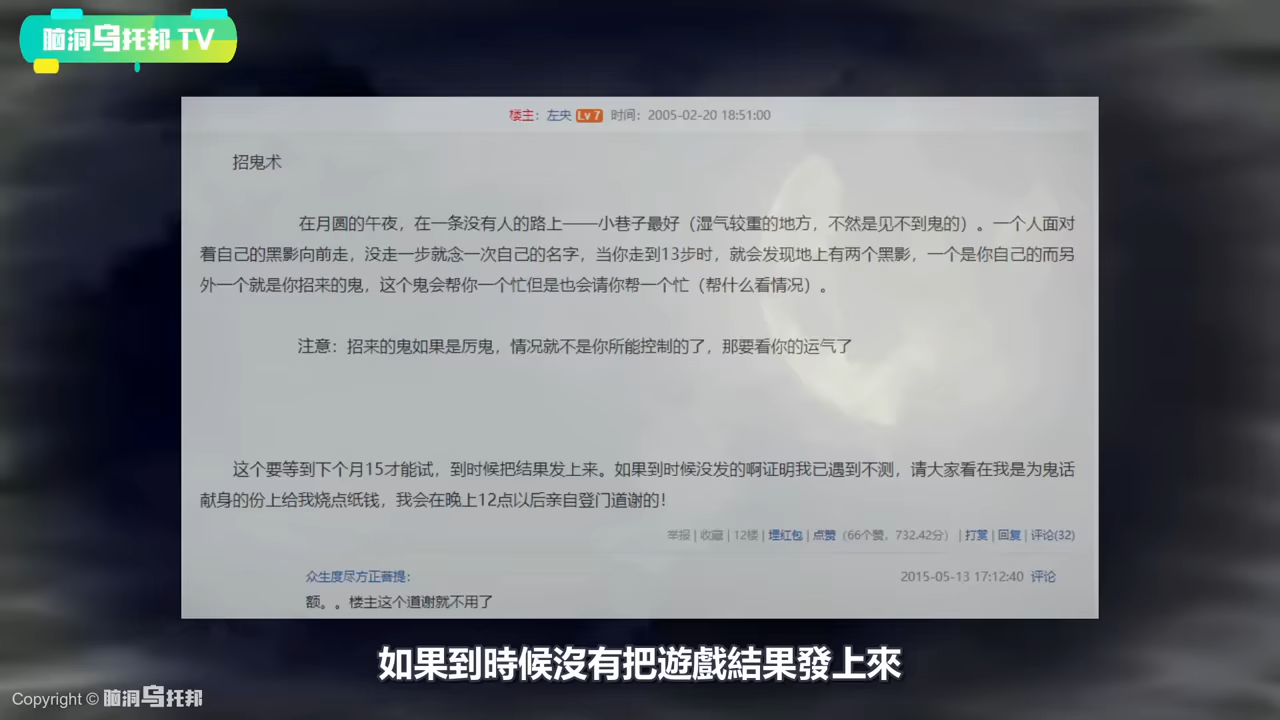 脑洞乌托邦 TV
楼主：左央 Lv 7 时间：2005-02-20 18:51:00
招鬼术
在月圆的午夜，在一条没有人的路上——小巷子最好（湿气较重的地方，不然是见不到鬼的）。一个人面对
着自己的黑影向前走，没走一步就念一次自己的名字，当你走到13步时，就会发现地上有两个黑影，一个是你自己的而另
外一个就是你招来的鬼，这个鬼会帮你一个忙但是也会请你帮一个忙（帮什么看情况）。
注意：招来的鬼如果是厉鬼，情况就不是你所能控制的了，那要看你的运气了
这个要等到下个月15才能试，到时候把结果发上来。如果到时候没发的啊证明我已遇到不测，请大家看在我是为鬼话
献身的份上给我烧点纸钱，我会在晚上12点以后亲自登门道谢的！
举报 | 收藏 | 12楼 | 埋红包 | 点赞（66个赞，732.42分） | 打赏 | 回复 | 评论(32)
众生度尽方正菩提： 2015-05-13 17:12:40 评论
额。。楼主这个道谢就不用了
如果到時候沒有把遊戲結果發上來
Copyright © 脑洞乌托邦